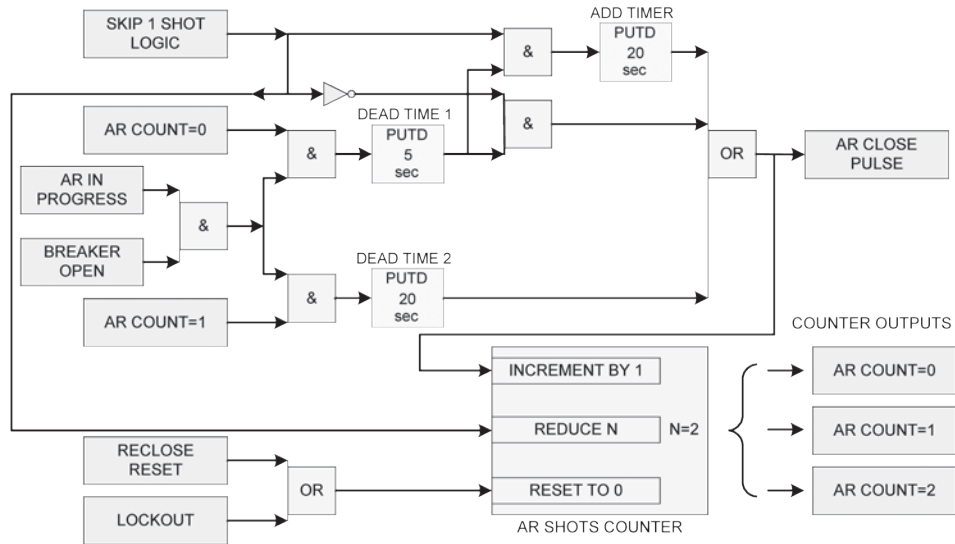 SKIP 1 SHOT
LOGIC
ADD TIMER
PUTD
20
sec
&
AR COUNT=0
DEAD TIME 1
PUTD
5
sec
&
&
OR
AR CLOSE
PULSE
AR IN
PROGRESS
&
BREAKER
OPEN
DEAD TIME 2
PUTD
20
sec
&
AR COUNT=1
COUNTER OUTPUTS
INCREMENT BY 1
AR COUNT=0
REDUCE N
N=2
AR COUNT=1
RECLOSE
RESET
OR
RESET TO 0
AR COUNT=2
LOCKOUT
AR SHOTS COUNTER